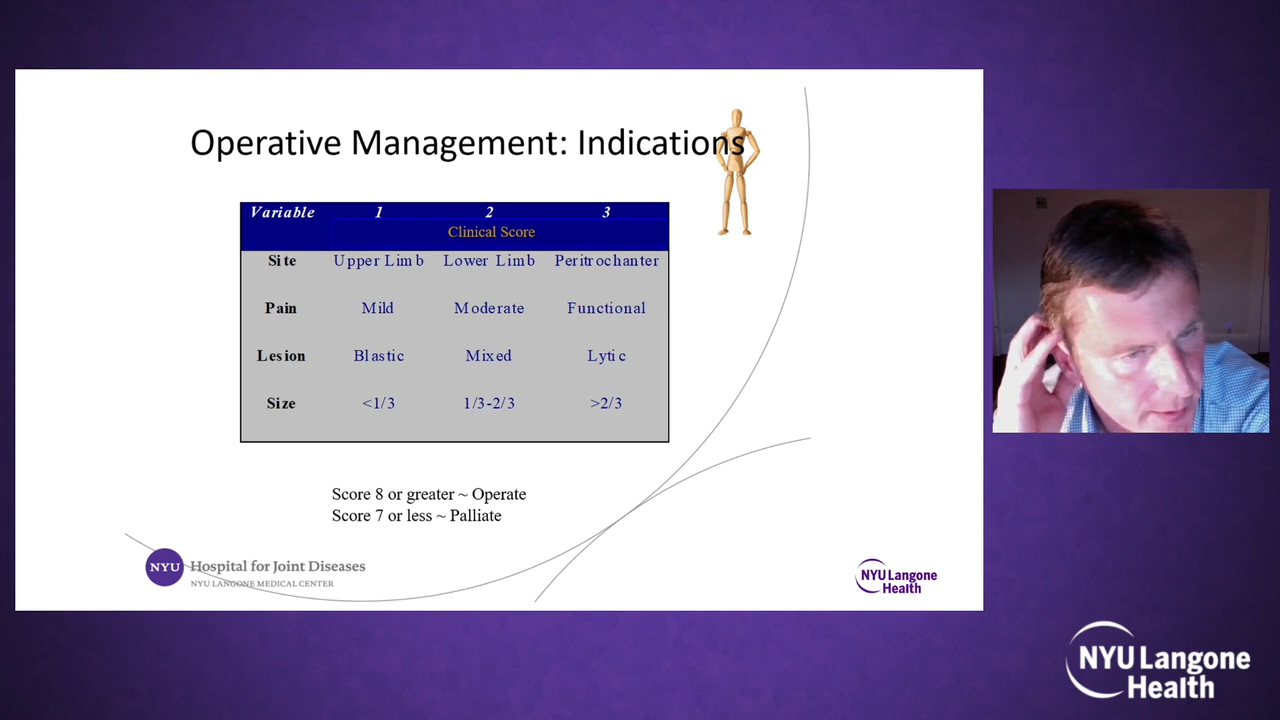 Operative Management: Indications
Variable 1 2 3
Clinical Score
Site Upper Limb Lower Limb Peritrochanter
Pain Mild Moderate Functional
Lesion Blastic Mixed Lytic
Size <1/3 1/3-2/3 >2/3
Score 8 or greater ~ Operate
Score 7 or less ~ Palliate
NYU Hospital for Joint Diseases
NYU LANGONE MEDICAL CENTER
NYU Langone
Health
NYU Langone
Health